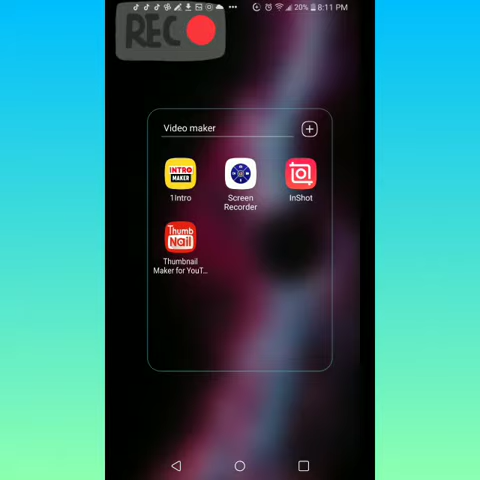 20% 8:11 PM
REC
Video maker
INTRO
MAKER
1Intro
Screen
Recorder
InShot
Thumb
Nail
Thumbnail
Maker for YouT...